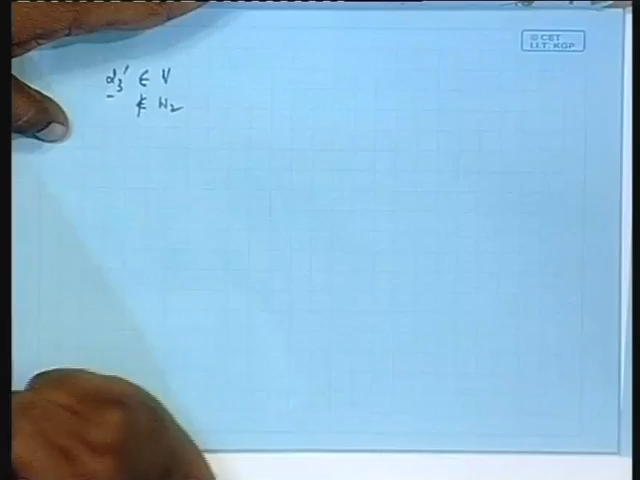 © CET
I.I.T. KGP
α₃' ∈ V
∉ W₂